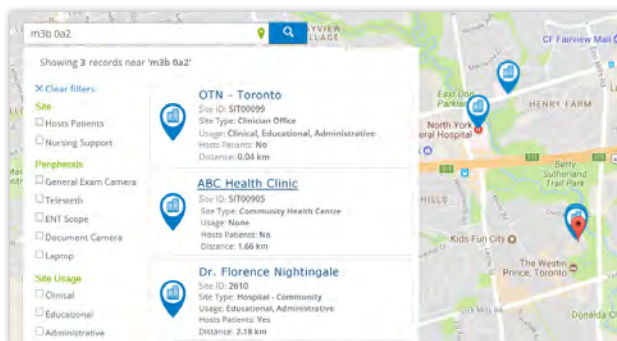 m3b 0a2
Showing 3 records near 'm3b 0a2'
X Clear filters
Site
Hosts Patients
Nursing Support
Peripherals
General Exam Camera
Telesteth
ENT Scope
Document Camera
Laptop
Site Usage
Clinical
Educational
Administrative
OTN - Toronto
Site ID: SIT00099
Site Type: Clinician Office
Usage: Clinical, Educational, Administrative
Hosts Patients: No
Distance: 0.04 km
ABC Health Clinic
Site ID: SIT00905
Site Type: Community Health Centre
Usage: None
Hosts Patients: No
Distance: 1.66 km
Dr. Florence Nightingale
Site ID: 2610
Site Type: Hospital - Community
Usage: Educational, Administrative
Hosts Patients: Yes
Distance: 2.18 km
CF Fairview Mall
East Don
HENRY FARM
North York
Betty
Sutherland
Trail Park
HILLS
Kids Fun City
The Westin
Prince, Toronto
York Mills Rd